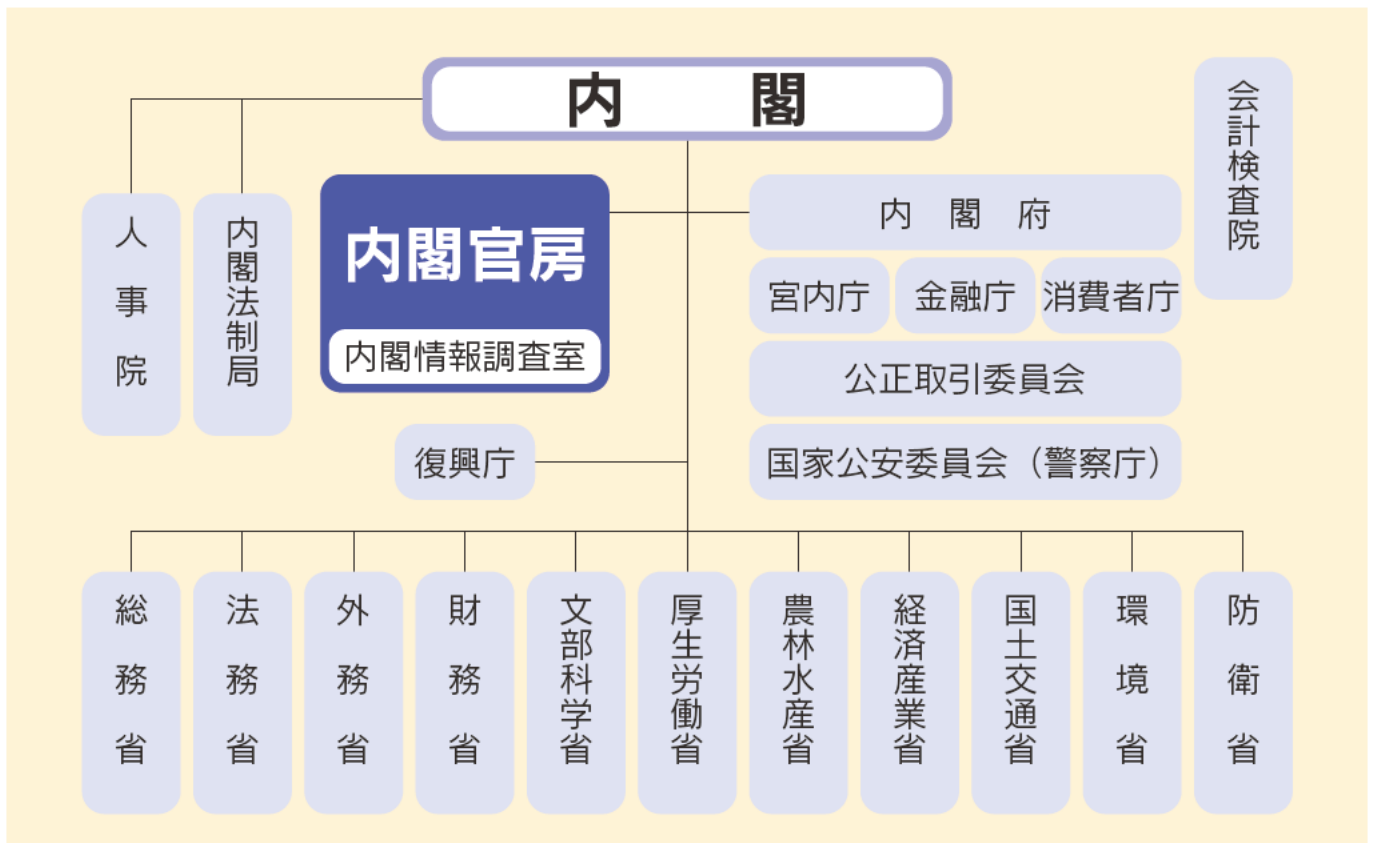 内閣
会計検査院
人事院
内閣法制局
内閣官房
内閣情報調査室
内閣府
宮内庁
金融庁
消費者庁
公正取引委員会
国家公安委員会（警察庁）
復興庁
総務省
法務省
外務省
財務省
文部科学省
厚生労働省
農林水産省
経済産業省
国土交通省
環境省
防衛省